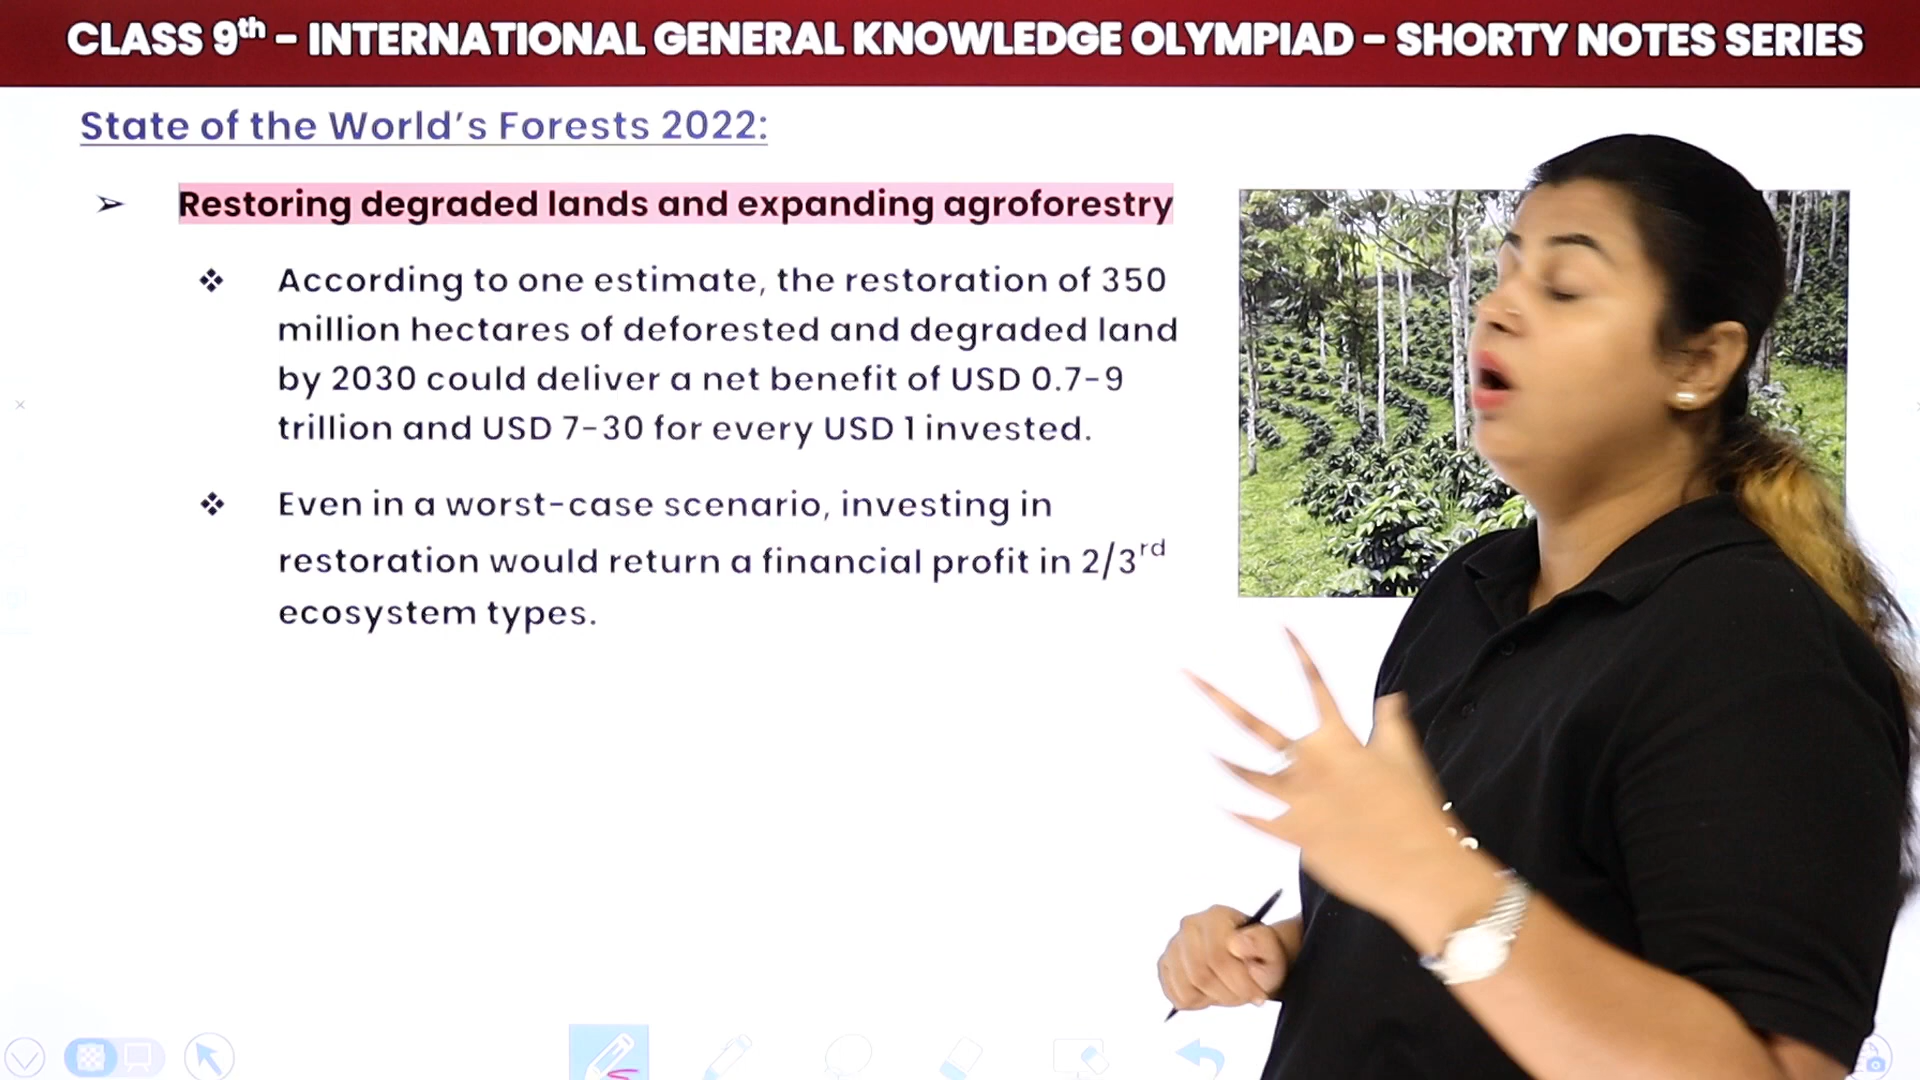 CLASS 9th - INTERNATIONAL GENERAL KNOWLEDGE OLYMPIAD - SHORTY NOTES SERIES
State of the World's Forests 2022:
➢ Restoring degraded lands and expanding agroforestry
❖ According to one estimate, the restoration of 350
million hectares of deforested and degraded land
by 2030 could deliver a net benefit of USD 0.7-9
trillion and USD 7-30 for every USD 1 invested.
❖ Even in a worst-case scenario, investing in
restoration would return a financial profit in 2/3rd
ecosystem types.